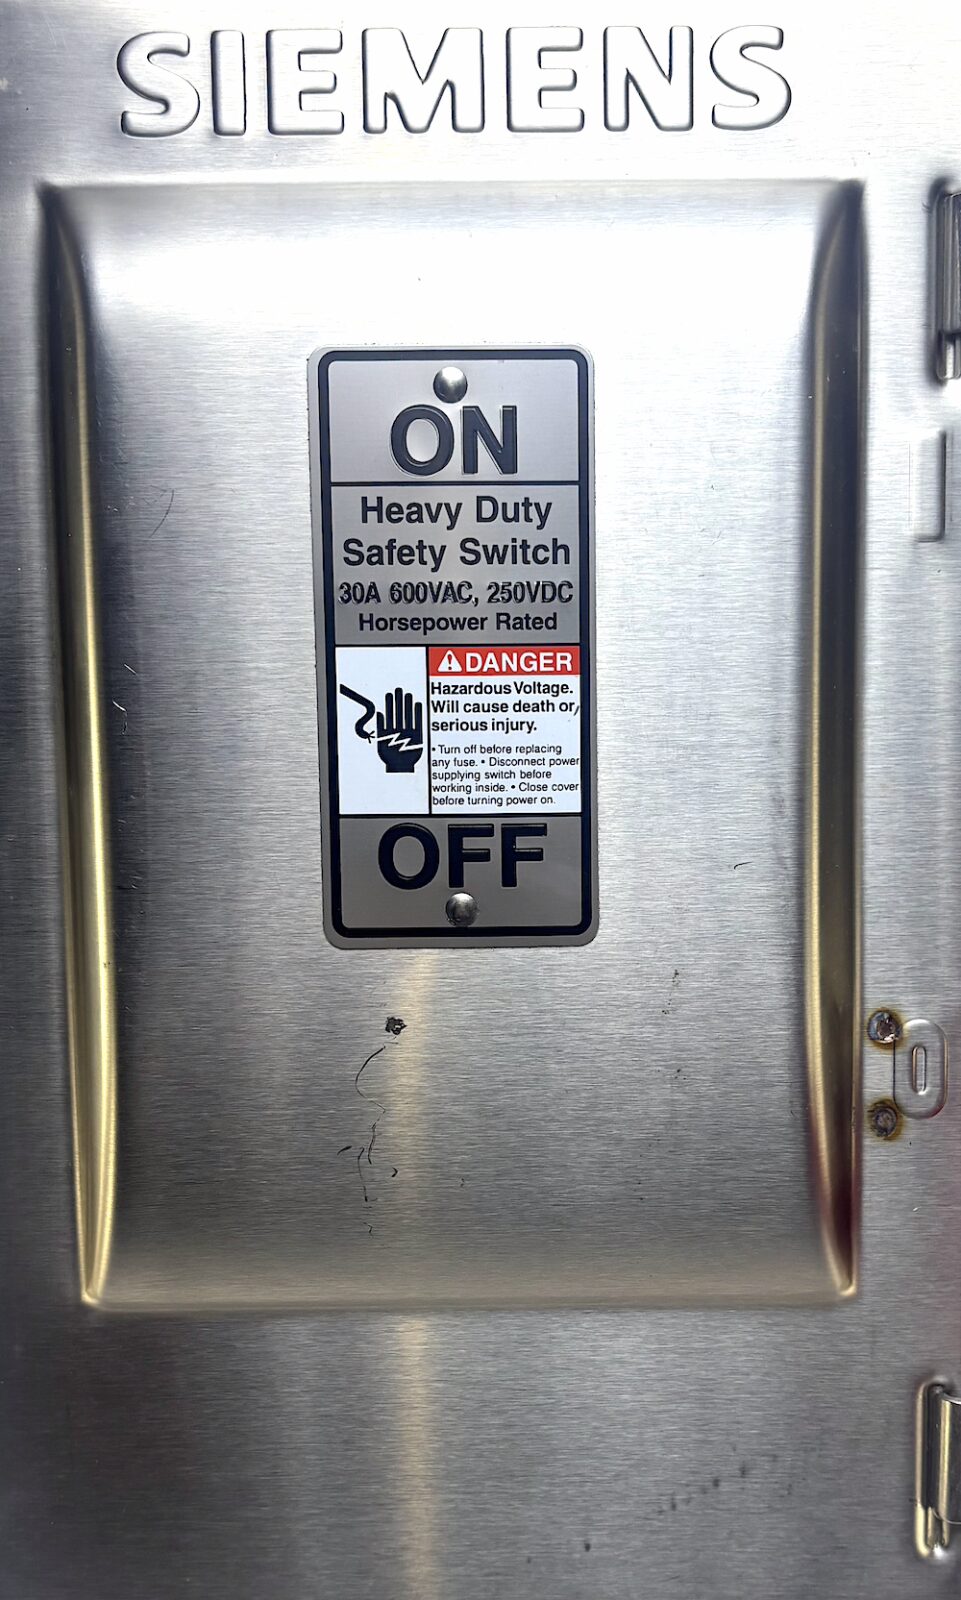 SIEMENS
ON
Heavy Duty
Safety Switch
30A 600VAC, 250VDC
Horsepower Rated
DANGER
Hazardous Voltage.
Will cause death or
serious injury.
• Turn off before replacing
any fuse. • Disconnect power
supplying switch before
working inside. • Close cover
before turning power on.
OFF